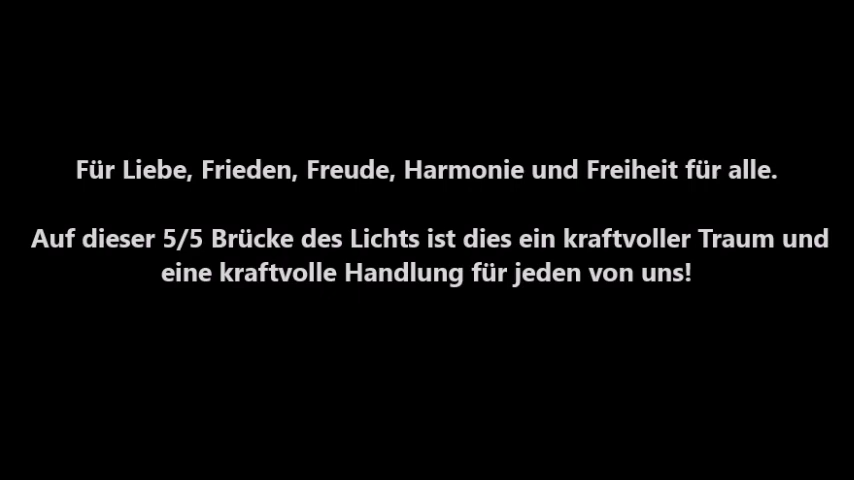 Für Liebe, Frieden, Freude, Harmonie und Freiheit für alle.
Auf dieser 5/5 Brücke des Lichts ist dies ein kraftvoller Traum und
eine kraftvolle Handlung für jeden von uns!